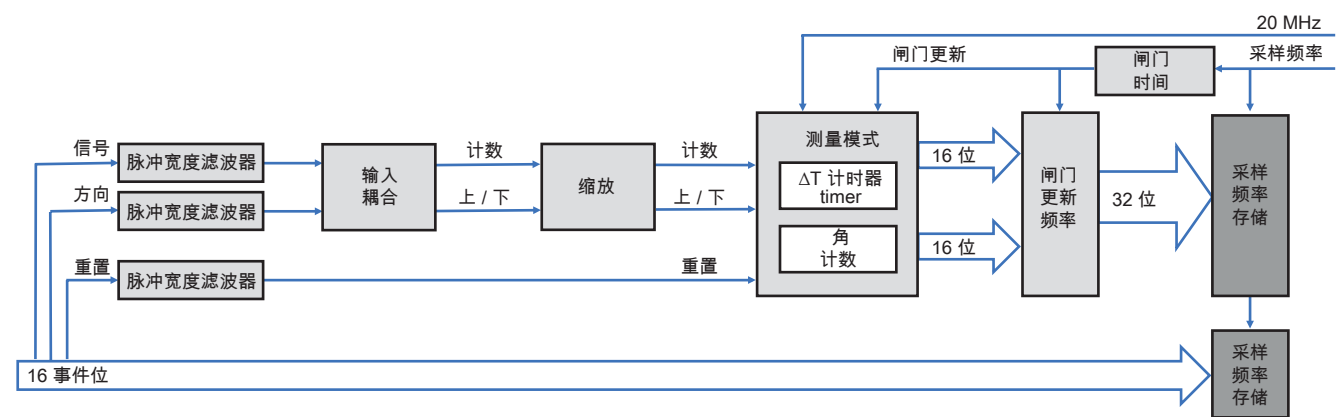 20 MHz
采样频率
闸门更新
闸门
时间
信号
脉冲宽度滤波器
方向
脉冲宽度滤波器
重置
脉冲宽度滤波器
输入
耦合
计数
上 / 下
缩放
计数
上 / 下
重置
测量模式
ΔT 计时器
timer
角
计数
16 位
16 位
闸门
更新
频率
32 位
采样
频率
存储
采样
频率
存储
16 事件位